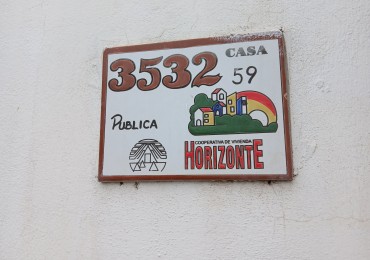 CASA
3532 59
PUBLICA
COOPERATIVA DE VIVIENDA
HORIZONTE